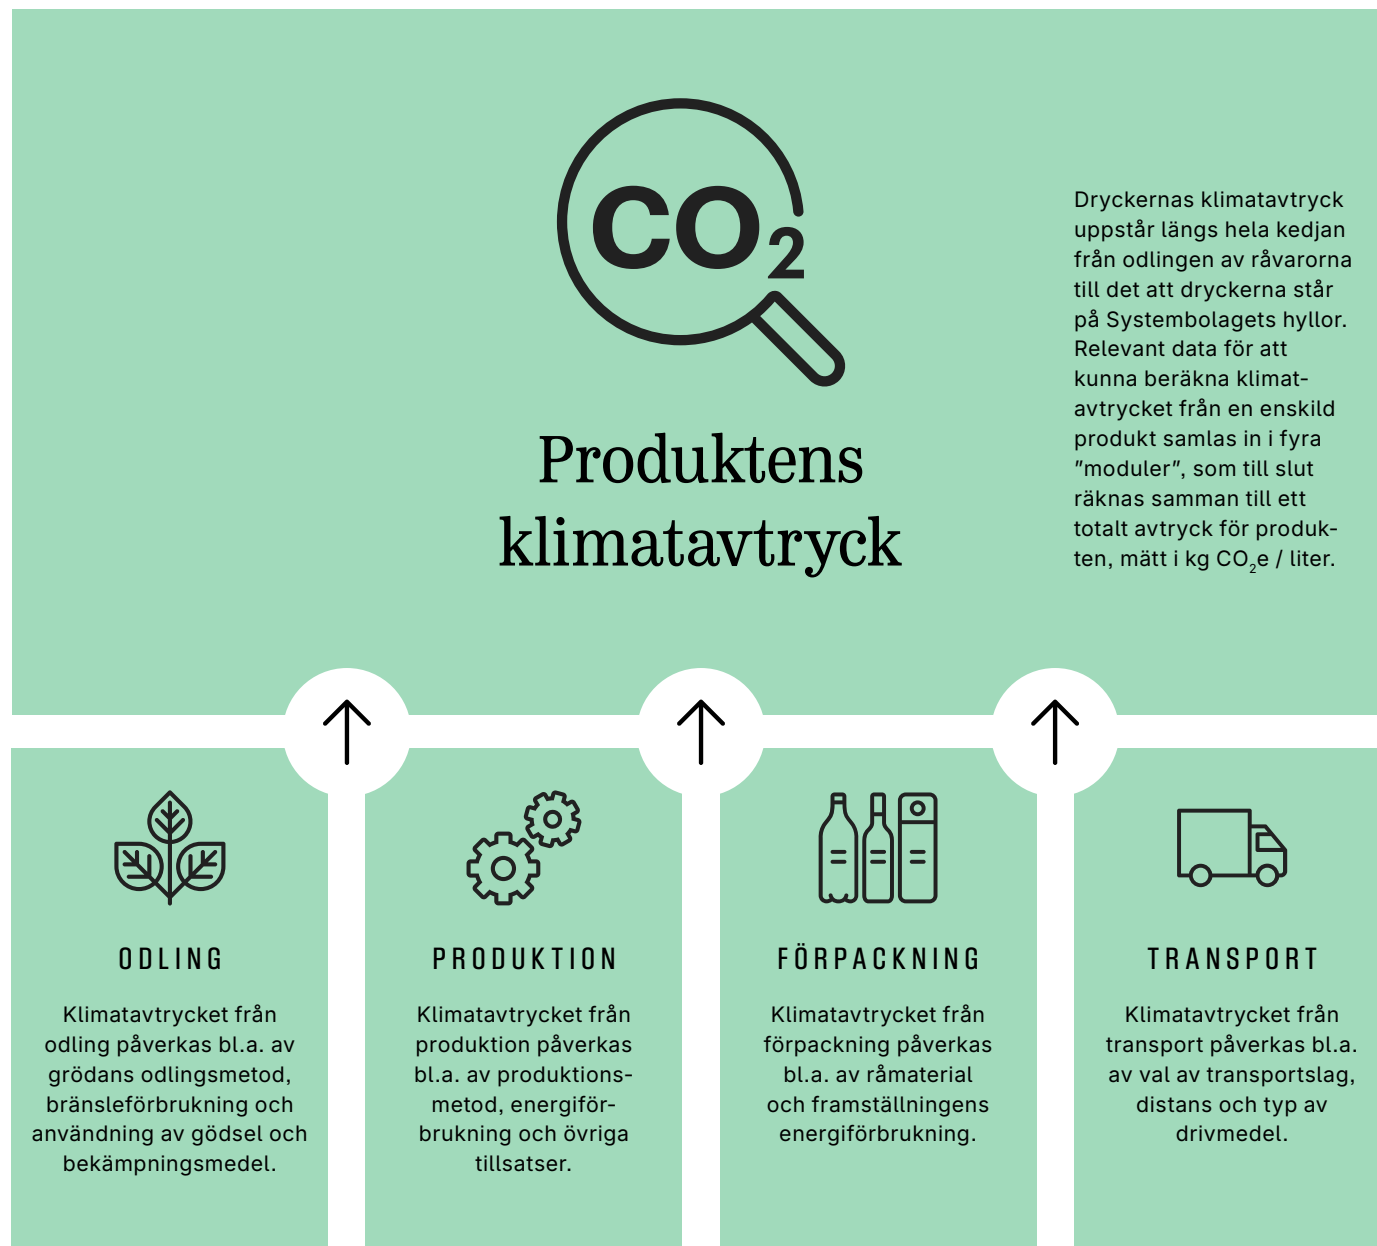 CO₂
Produktens
klimatavtryck
Dryckernas klimatavtryck
uppstår längs hela kedjan
från odlingen av råvarorna
till det att dryckerna står
på Systembolagets hyllor.
Relevant data för att
kunna beräkna klimat-
avtrycket från en enskild
produkt samlas in i fyra
”moduler”, som till slut
räknas samman till ett
totalt avtryck för produk-
ten, mätt i kg CO₂e / liter.
ODLING
Klimatavtrycket från
odling påverkas bl.a. av
grödans odlingsmetod,
bränsleförbrukning och
användning av gödsel och
bekämpningsmedel.
PRODUKTION
Klimatavtrycket från
produktion påverkas
bl.a. av produktions-
metod, energiför-
brukning och övriga
tillsatser.
FÖRPACKNING
Klimatavtrycket från
förpackning påverkas
bl.a. av råmaterial
och framställningens
energiförbrukning.
TRANSPORT
Klimatavtrycket från
transport påverkas bl.a.
av val av transportslag,
distans och typ av
drivmedel.